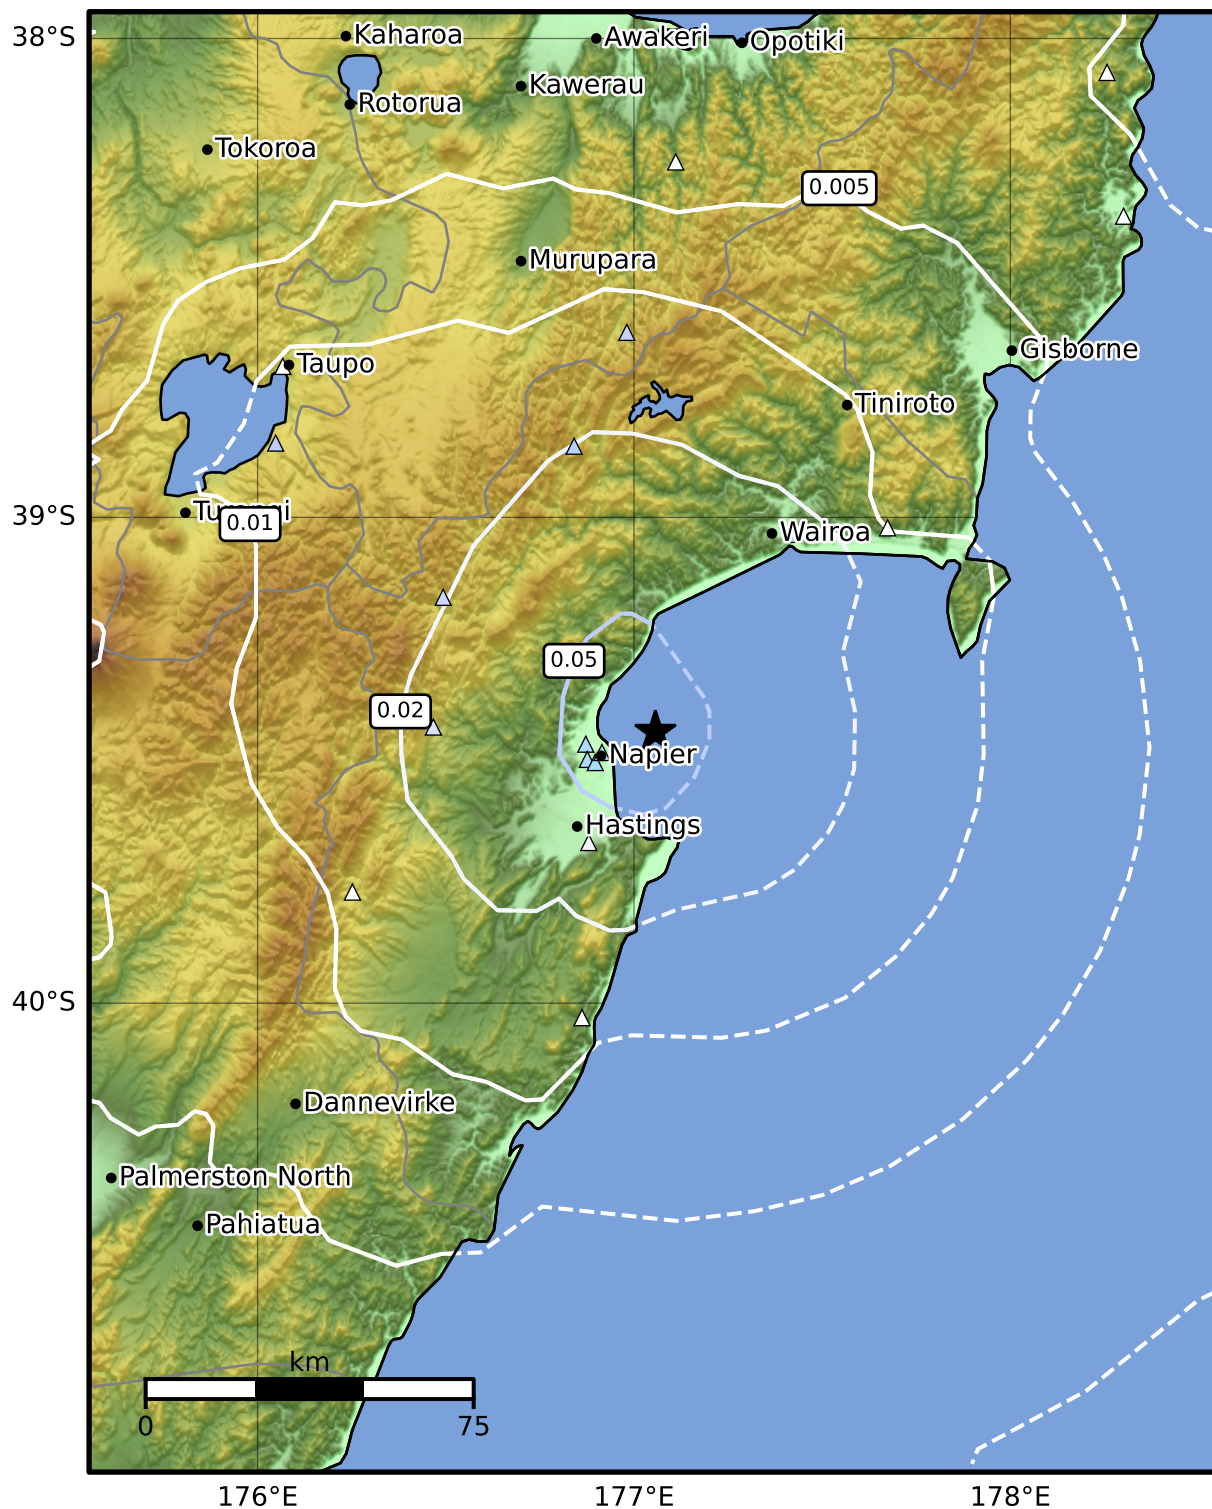 38°S
Kaharoa
Awakeri
Opotiki
Kawerau
Rotorua
Tokoroa
0.005
Murupara
Gisborne
Taupo
Tiniroto
39°S
0.01
Wairoa
0.05
0.02
Napier
Hastings
40°S
Dannevirke
Palmerston North
Pahiatua
km
0 75
176°E 177°E 178°E